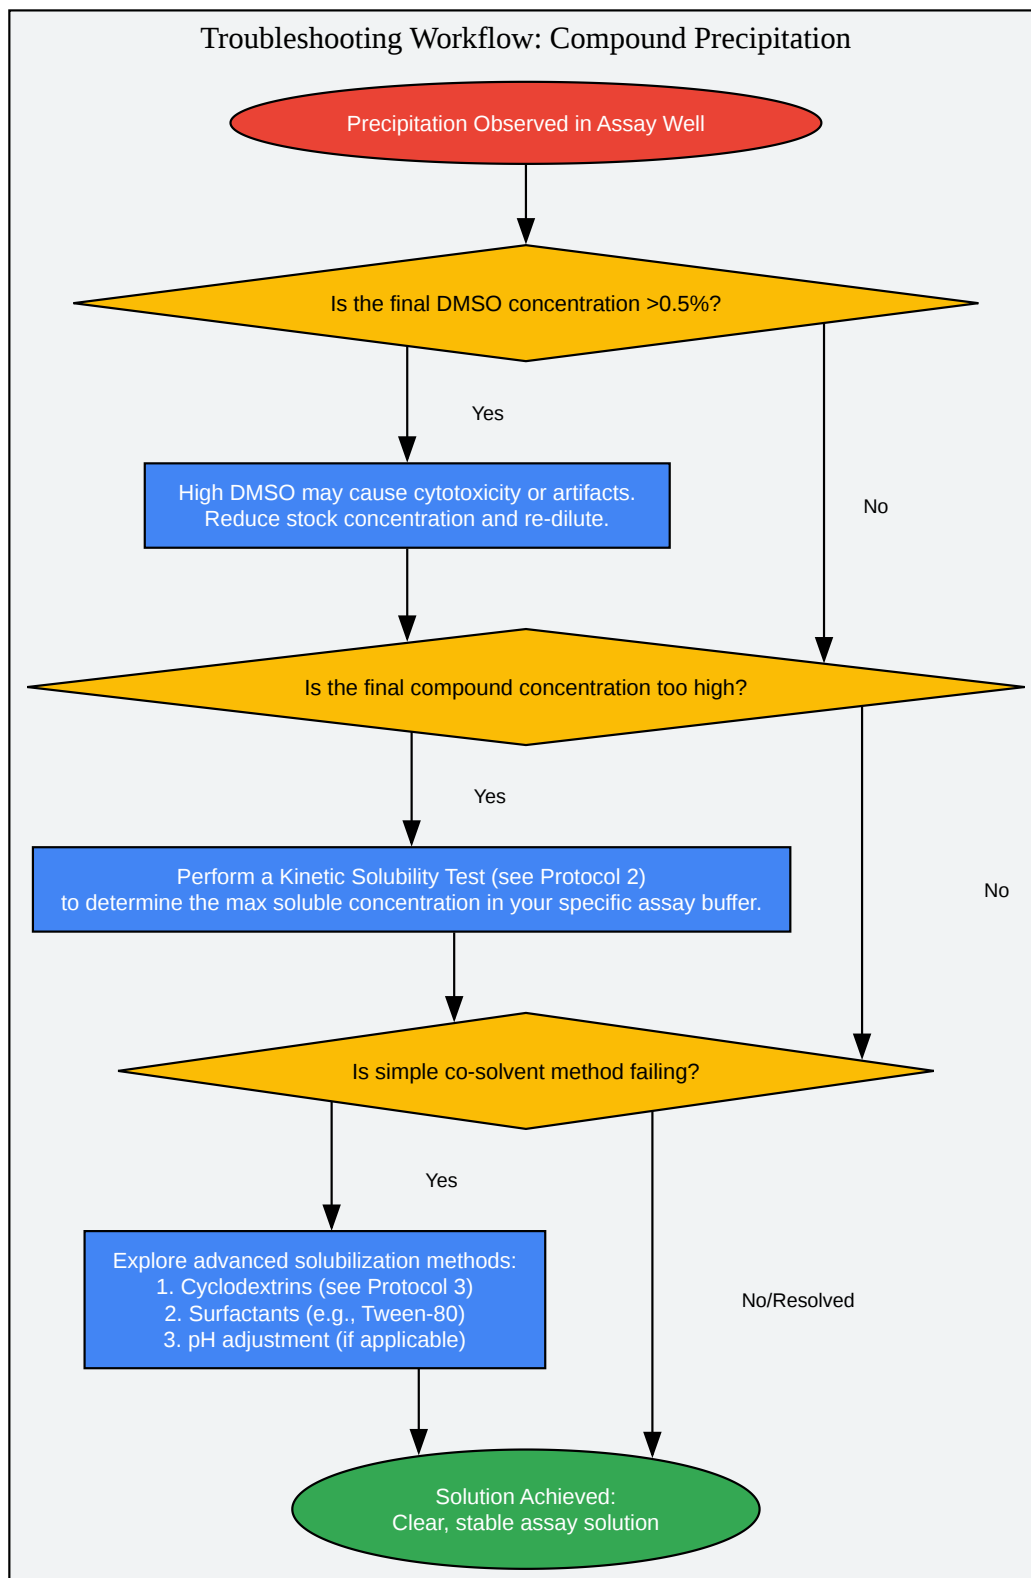 Troubleshooting Workflow: Compound Precipitation
Precipitation Observed in Assay Well
Is the final DMSO concentration >0.5%?
Yes
High DMSO may cause cytotoxicity or artifacts.
Reduce stock concentration and re-dilute.
No
Is the final compound concentration too high?
Yes
Perform a Kinetic Solubility Test (see Protocol 2)
to determine the max soluble concentration in your specific assay buffer.
No
Is simple co-solvent method failing?
Yes
Explore advanced solubilization methods:
1. Cyclodextrins (see Protocol 3)
2. Surfactants (e.g., Tween-80)
3. pH adjustment (if applicable)
No/Resolved
Solution Achieved:
Clear, stable assay solution